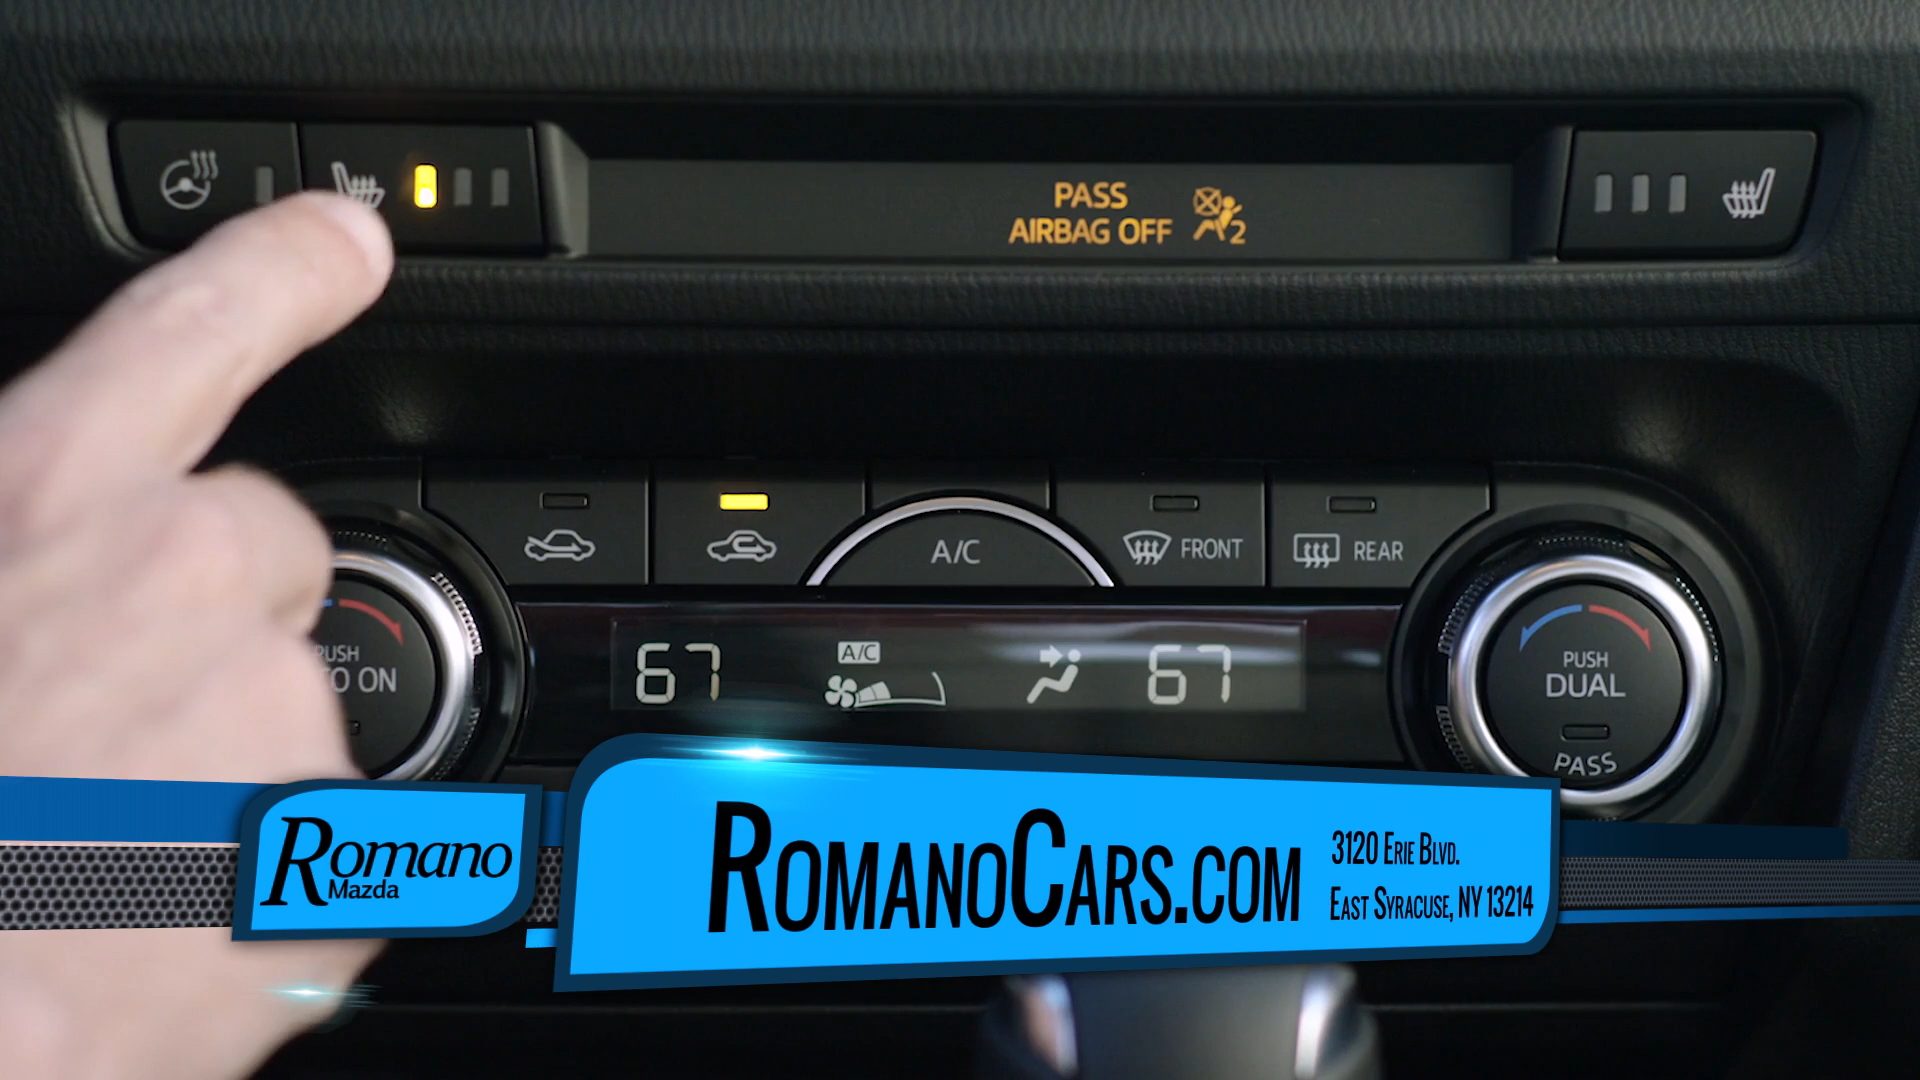 PASS
AIRBAG OFF 2
A/C
FRONT
REAR
67
A/C
67
PUSH
ON
PUSH
DUAL
PASS
Romano
Mazda
RomanoCars.com
3120 Erie Blvd.
East Syracuse, NY 13214